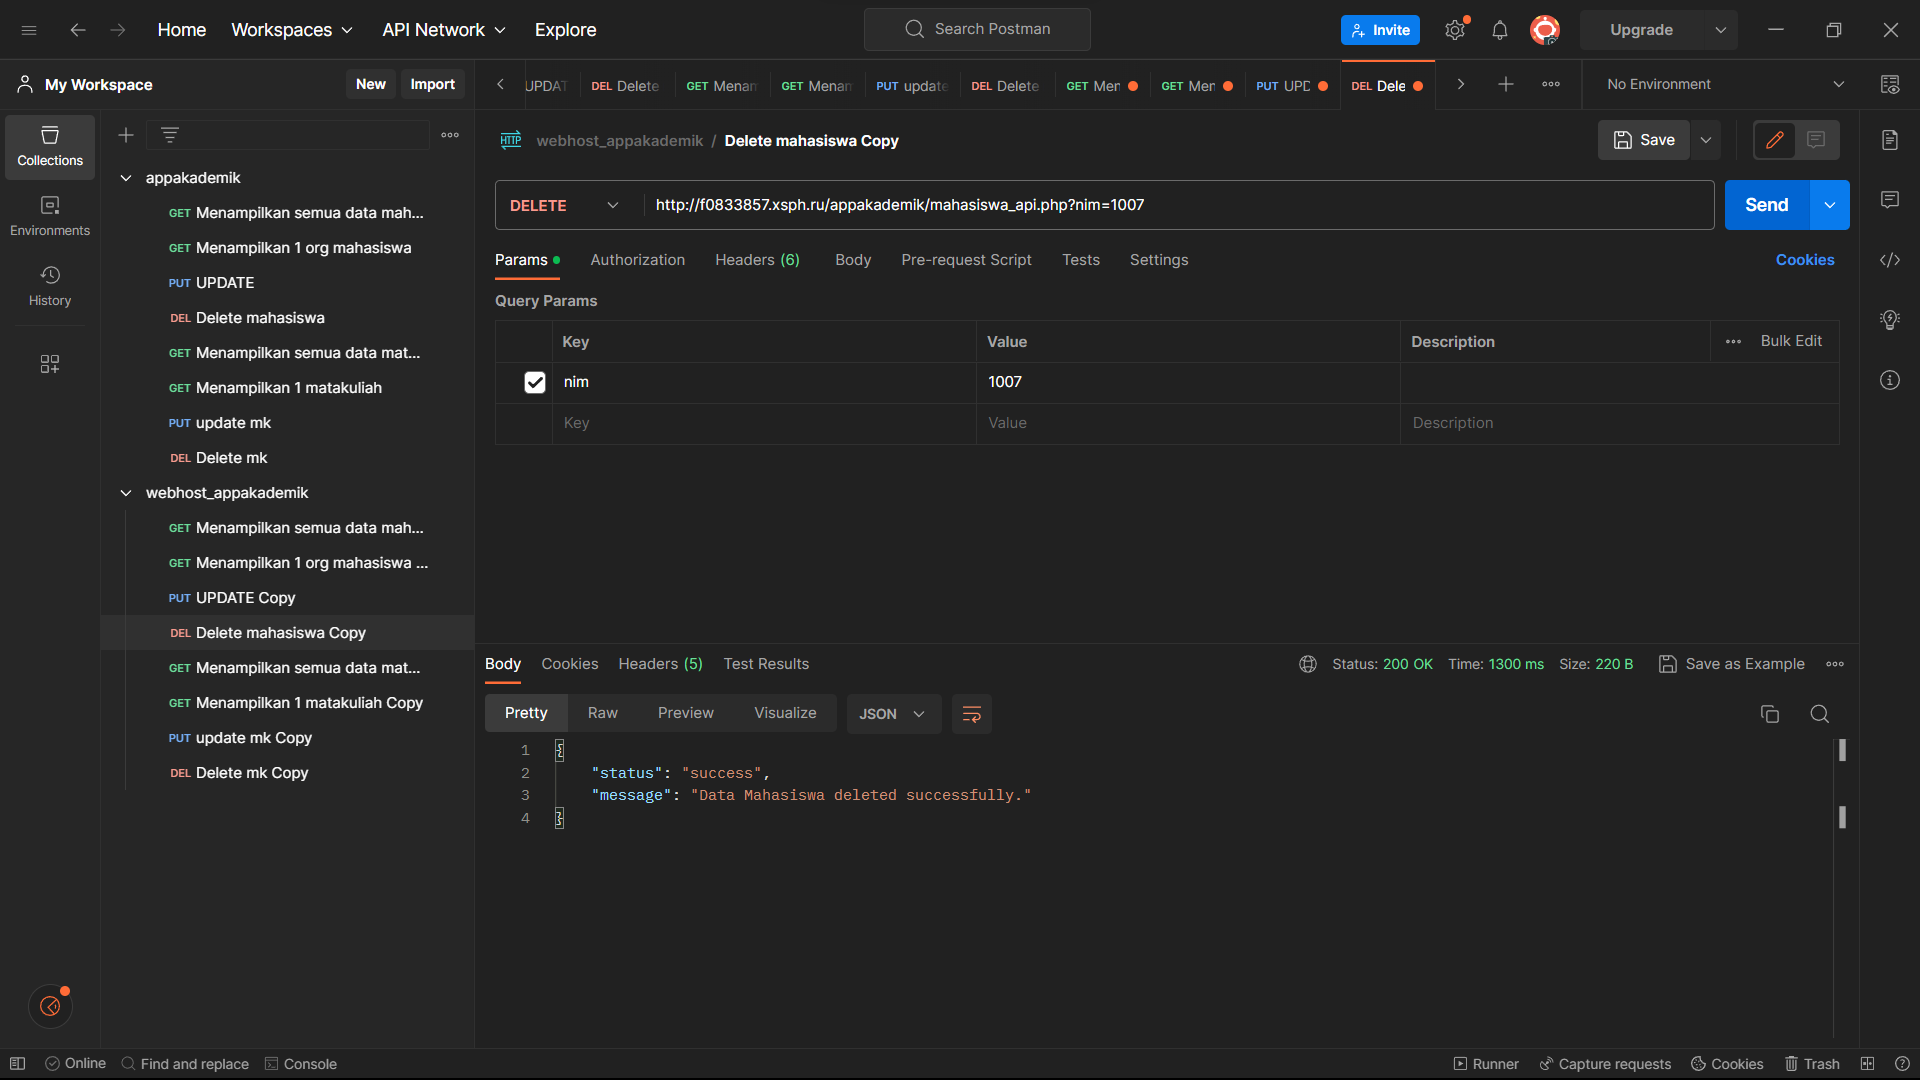 Home Workspaces API Network Explore Search Postman Invite Upgrade
My Workspace New Import
UPDAT DEL Delete GET Menam GET Menam PUT update DEL Delete GET Men GET Men PUT UPD DEL Dele No Environment
Collections
Environments
History
appakademik
GET Menampilkan semua data mah...
GET Menampilkan 1 org mahasiswa
PUT UPDATE
DEL Delete mahasiswa
GET Menampilkan semua data mat...
GET Menampilkan 1 matakuliah
PUT update mk
DEL Delete mk
webhost_appakademik
GET Menampilkan semua data mah...
GET Menampilkan 1 org mahasiswa ...
PUT UPDATE Copy
DEL Delete mahasiswa Copy
GET Menampilkan semua data mat...
GET Menampilkan 1 matakuliah Copy
PUT update mk Copy
DEL Delete mk Copy
HTTP webhost_appakademik / Delete mahasiswa Copy Save
DELETE http://f0833857.xsph.ru/appakademik/mahasiswa_api.php?nim=1007 Send
Params Authorization Headers (6) Body Pre-request Script Tests Settings Cookies
Query Params
Key Value Description Bulk Edit
nim 1007
Key Value Description
Body Cookies Headers (5) Test Results Status: 200 OK Time: 1300 ms Size: 220 B Save as Example
Pretty Raw Preview Visualize JSON
1 {
2 "status": "success",
3 "message": "Data Mahasiswa deleted successfully."
4 }
Online Find and replace Console Runner Capture requests Cookies Trash